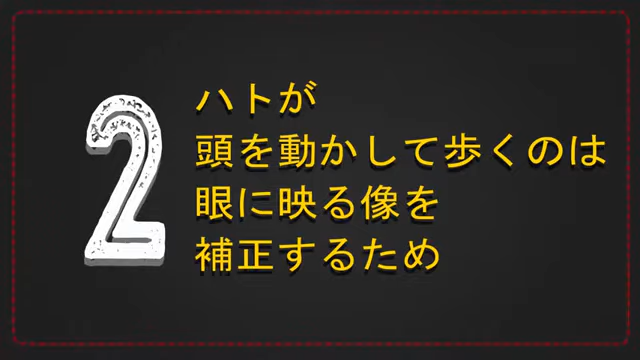 2
ハトが
頭を動かして歩くのは
眼に映る像を
補正するため